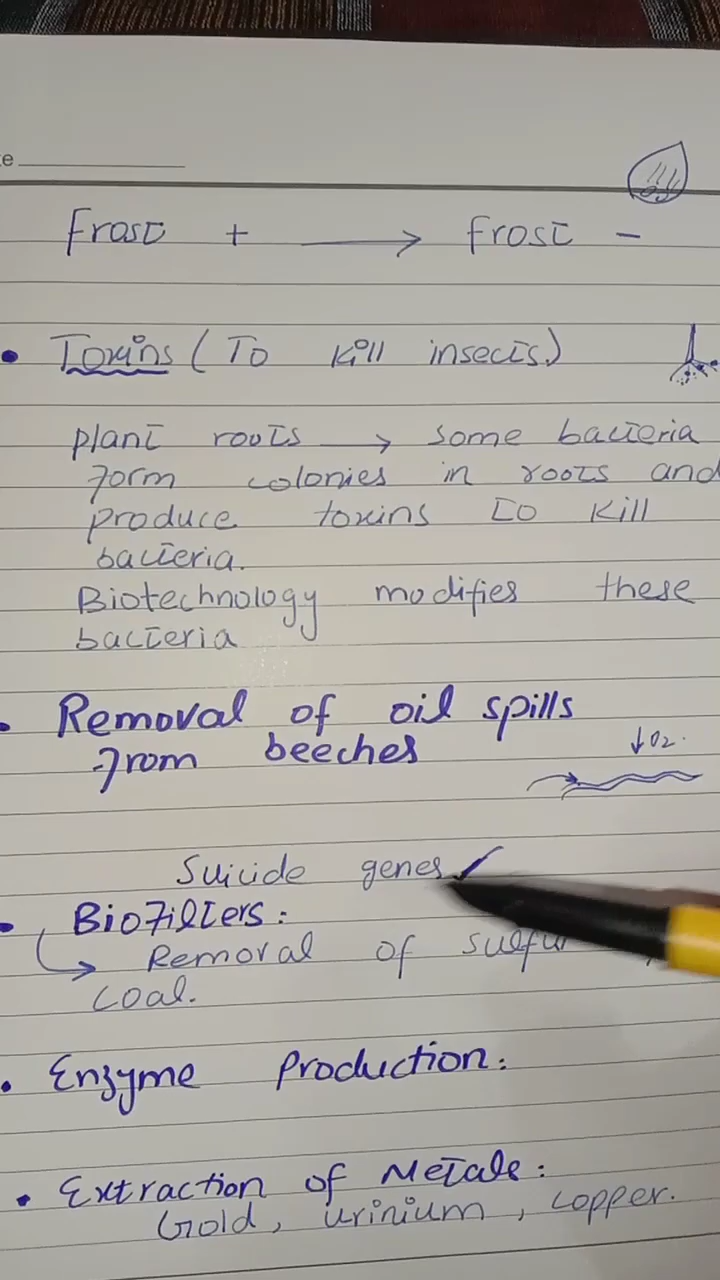 e
Frost + → Frost -
• Toxins (To kill insects.)
plant roots → some bacteria
form colonies in roots and
produce toxins to kill
bacteria.
Biotechnology modifies these
bacteria
• Removal of oil spills
from beeches
↓O2.
Suicide genes ✓
• BioFilters:
→ Removal of
coal.
• Enzyme Production:
• Extraction of Metals:
Gold, urinium, copper.